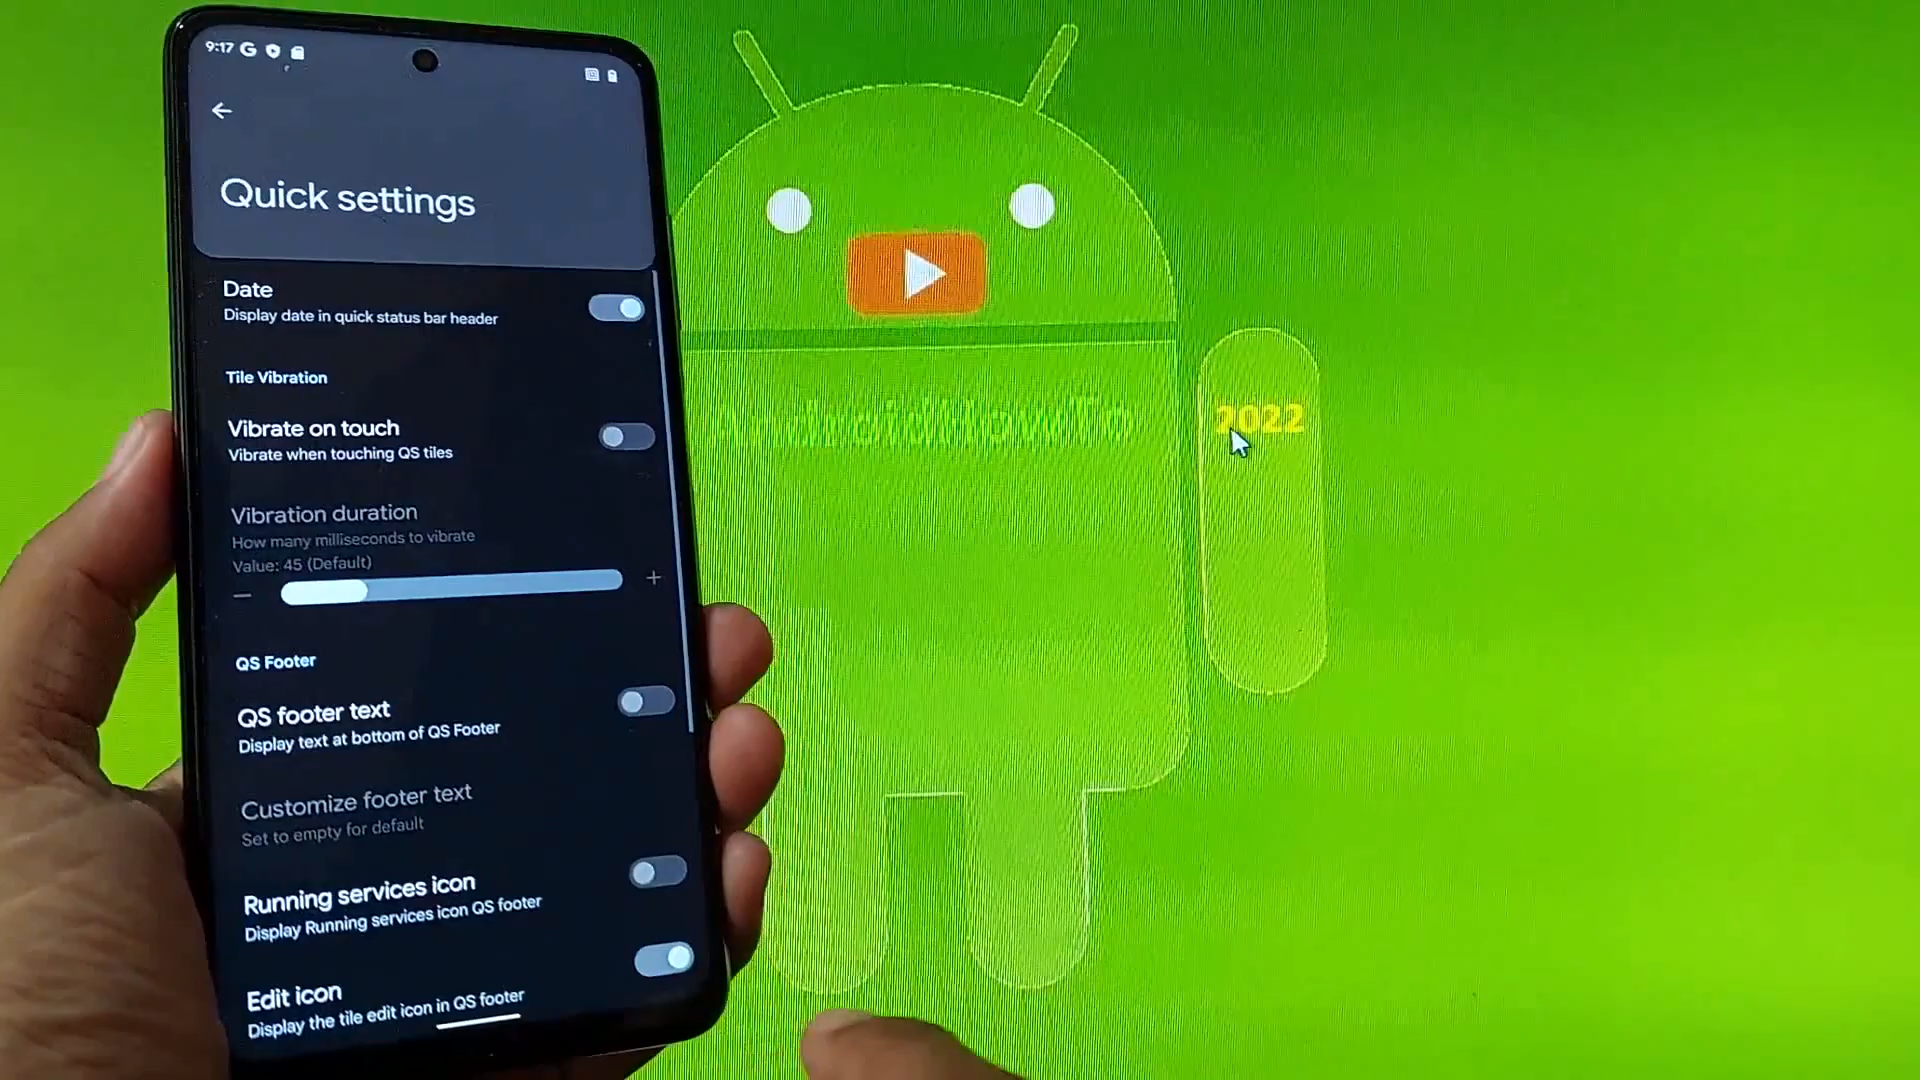 9:17 G
Quick settings
Date
Display date in quick status bar header
Tile Vibration
Vibrate on touch
Vibrate when touching QS tiles
Vibration duration
How many milliseconds to vibrate
Value: 45 (Default)
QS Footer
QS footer text
Display text at bottom of QS Footer
Customize footer text
Set to empty for default
Running services icon
Display Running services icon QS footer
Edit icon
Display the tile edit icon in QS footer
AndroidHowTo
2022